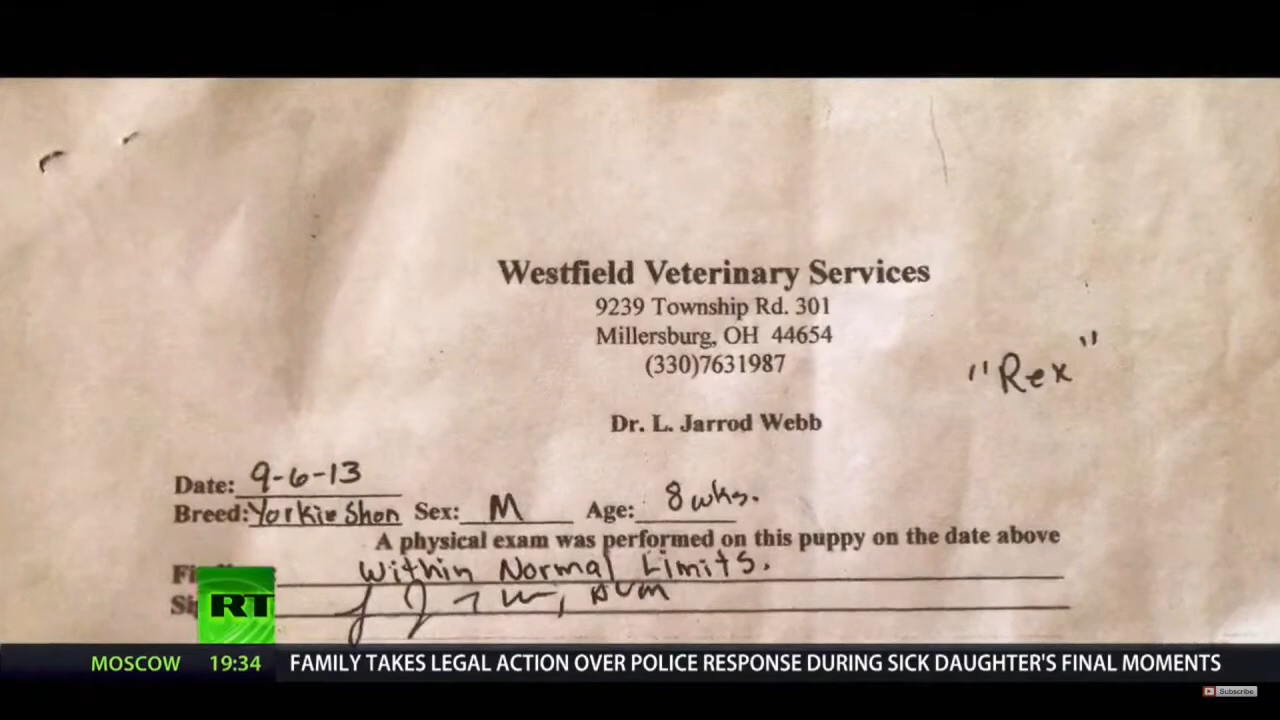 Westfield Veterinary Services
9239 Township Rd. 301
Millersburg, OH 44654
(330)7631987
"Rex"
Dr. L. Jarrod Webb
Date: 9-6-13
Breed: Yorkie Shon Sex: M Age: 8 wks.
A physical exam was performed on this puppy on the date above
Within Normal Limits.
DVM
RT
MOSCOW 19:34 FAMILY TAKES LEGAL ACTION OVER POLICE RESPONSE DURING SICK DAUGHTER'S FINAL MOMENTS
Subscribe